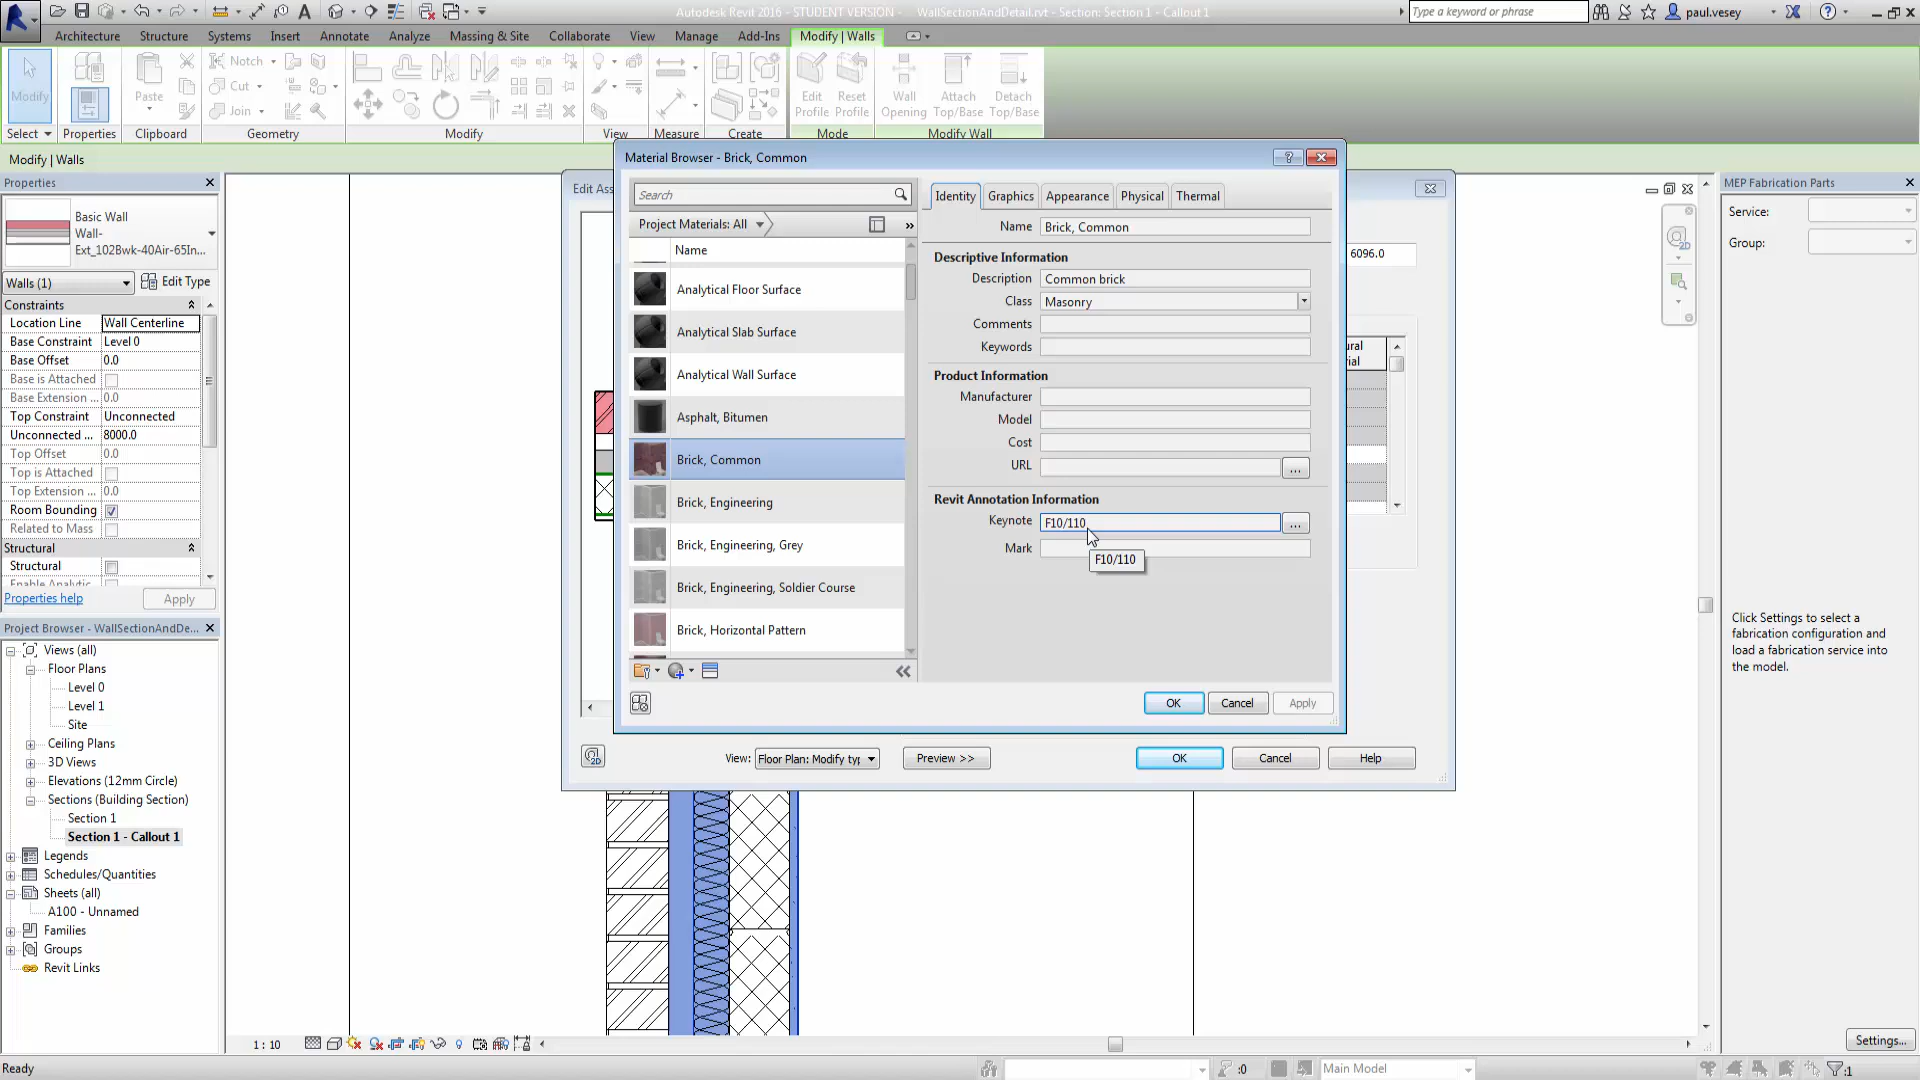 Autodesk Revit 2016 - STUDENT VERSION - WallSectionAndDetail.rvt - Section: Section 1 - Callout 1
Type a keyword or phrase
paul.vesey
Architecture Structure Systems Insert Annotate Analyze Massing & Site Collaborate View Manage Add-Ins Modify | Walls
Modify
Paste
Notch
Cut
Join
Edit Profile
Reset Profile
Wall Opening
Attach Top/Base
Detach Top/Base
Select Properties Clipboard Geometry Modify View Measure Create Mode Modify Wall
Modify | Walls
Properties
Basic Wall
Wall-
Ext_102Bwk-40Air-65In...
Walls (1)
Edit Type
Constraints
Location Line Wall Centerline
Base Constraint Level 0
Base Offset 0.0
Base is Attached
Base Extension ... 0.0
Top Constraint Unconnected
Unconnected ... 8000.0
Top Offset 0.0
Top is Attached
Top Extension ... 0.0
Room Bounding
Related to Mass
Structural
Structural
Enable Analytic
Properties help
Apply
Project Browser - WallSectionAndDe...
Views (all)
Floor Plans
Level 0
Level 1
Site
Ceiling Plans
3D Views
Elevations (12mm Circle)
Sections (Building Section)
Section 1
Section 1 - Callout 1
Legends
Schedules/Quantities
Sheets (all)
A100 - Unnamed
Families
Groups
Revit Links
Edit Ass
6096.0
ural
ial
Material Browser - Brick, Common
Search
Project Materials: All
Name
Analytical Floor Surface
Analytical Slab Surface
Analytical Wall Surface
Asphalt, Bitumen
Brick, Common
Brick, Engineering
Brick, Engineering, Grey
Brick, Engineering, Soldier Course
Brick, Horizontal Pattern
Identity Graphics Appearance Physical Thermal
Name Brick, Common
Descriptive Information
Description Common brick
Class Masonry
Comments
Keywords
Product Information
Manufacturer
Model
Cost
URL ...
Revit Annotation Information
Keynote F10/110 ...
Mark
F10/110
OK Cancel Apply
View: Floor Plan: Modify typ
Preview >>
OK Cancel Help
MEP Fabrication Parts
Service:
Group:
Click Settings to select a
fabrication configuration and
load a fabrication service into
the model.
Settings...
1 : 10
Ready
:0
Main Model
:1